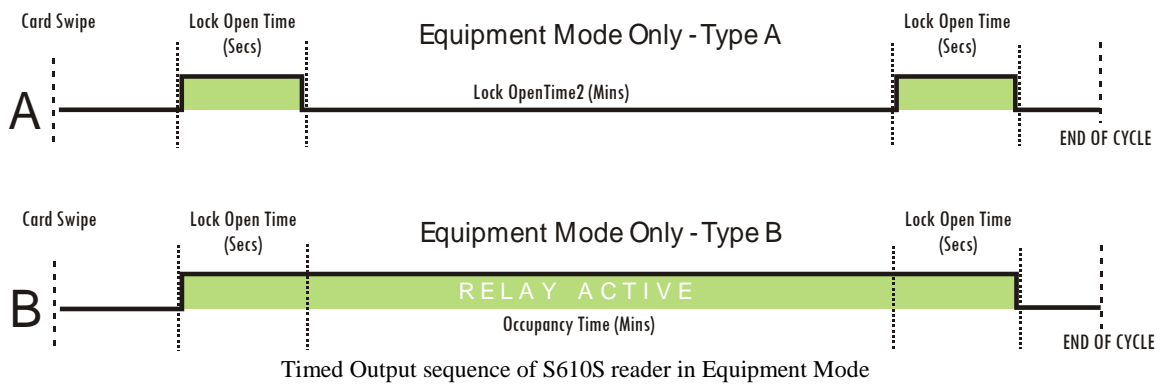 Card Swipe
Lock Open Time
(Secs)
Equipment Mode Only - Type A
Lock Open Time
(Secs)
A
Lock OpenTime2 (Mins)
END OF CYCLE
Card Swipe
Lock Open Time
(Secs)
Equipment Mode Only - Type B
Lock Open Time
(Secs)
B
RELAY ACTIVE
Occupancy Time (Mins)
END OF CYCLE
Timed Output sequence of S610S reader in Equipment Mode